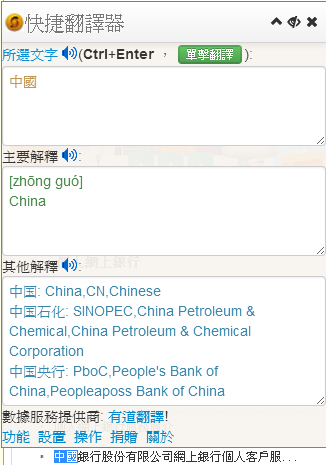 快捷翻譯器
所選文字 (Ctrl+Enter , 單擊翻譯):
中國
主要解釋 :
[zhōng guó]
China
其他解釋 :
中国: China,CN,Chinese
中国石化: SINOPEC,China Petroleum &
Chemical,China Petroleum & Chemical
Corporation
中国央行: PboC,People's Bank of
China,Peopleaposs Bank of China
數據服務提供商: 有道翻譯!
功能 設置 操作 捐贈 關於
中國銀行股份有限公司網上銀行個人客戶服...